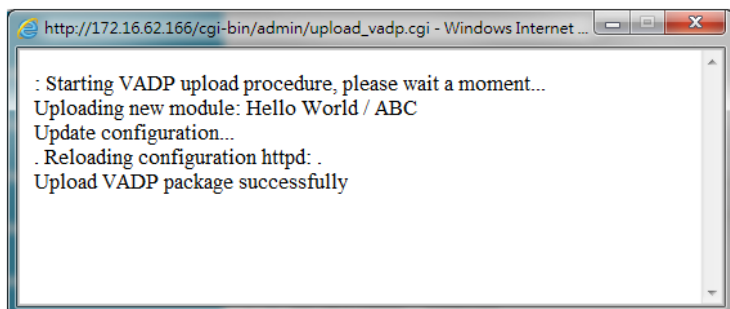 http://172.16.62.166/cgi-bin/admin/upload_vadp.cgi - Windows Internet ...
: Starting VADP upload procedure, please wait a moment...
Uploading new module: Hello World / ABC
Update configuration...
. Reloading configuration httpd: .
Upload VADP package successfully